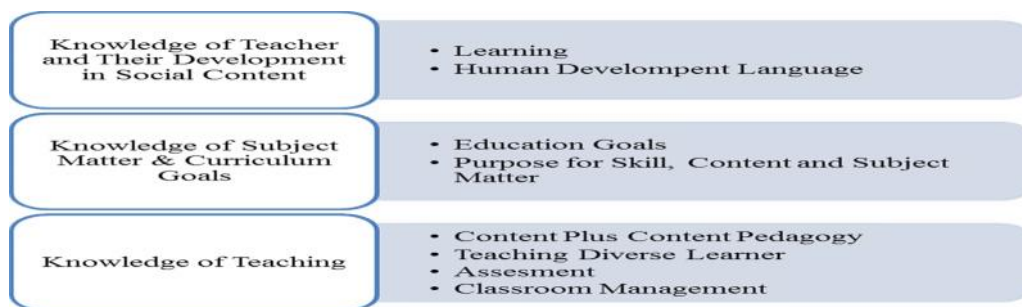 Knowledge of Teacher
and Their Development
in Social Content
• Learning
• Human Develompent Language
Knowledge of Subject
Matter & Curriculum
Goals
• Education Goals
• Purpose for Skill, Content and Subject
Matter
Knowledge of Teaching
• Content Plus Content Pedagogy
• Teaching Diverse Learner
• Assesment
• Classroom Management